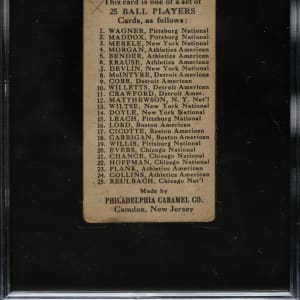 This card is one of a set of
25 BALL PLAYERS
Cards, as follows:
1. WAGNER, Pittsburg National
2. MADDOX, Pittsburg National
3. MERKLE, New York National
4. MORGAN, Athletics American
5. BENDER, Athletics American
6. KRAUSE, Athletics American
7. DEVLIN, New York National
8. McINTYRE, Detroit American
9. COBB, Detroit American
10. WILLETTS, Detroit American
11. CRAWFORD, Detroit Amer.
12. MATTHEWSON, N. Y. Nat'l
13. WILTSE, New York National
14. DOYLE, New York National
15. LEACH, Pittsburg National
16. LORD, Boston American
17. CICOTTE, Boston American
18. CARRIGAN, Boston American
19. WILLIS, Pittsburg National
20. EVERS, Chicago National
21. CHANCE, Chicago National
22. HOFFMAN, Chicago National
23. PLANK, Athletics American
24. COLLINS, Athletics American
25. REULBACH, Chicago Nat'l
Made by
PHILADELPHIA CARAMEL CO.
Camden, New Jersey